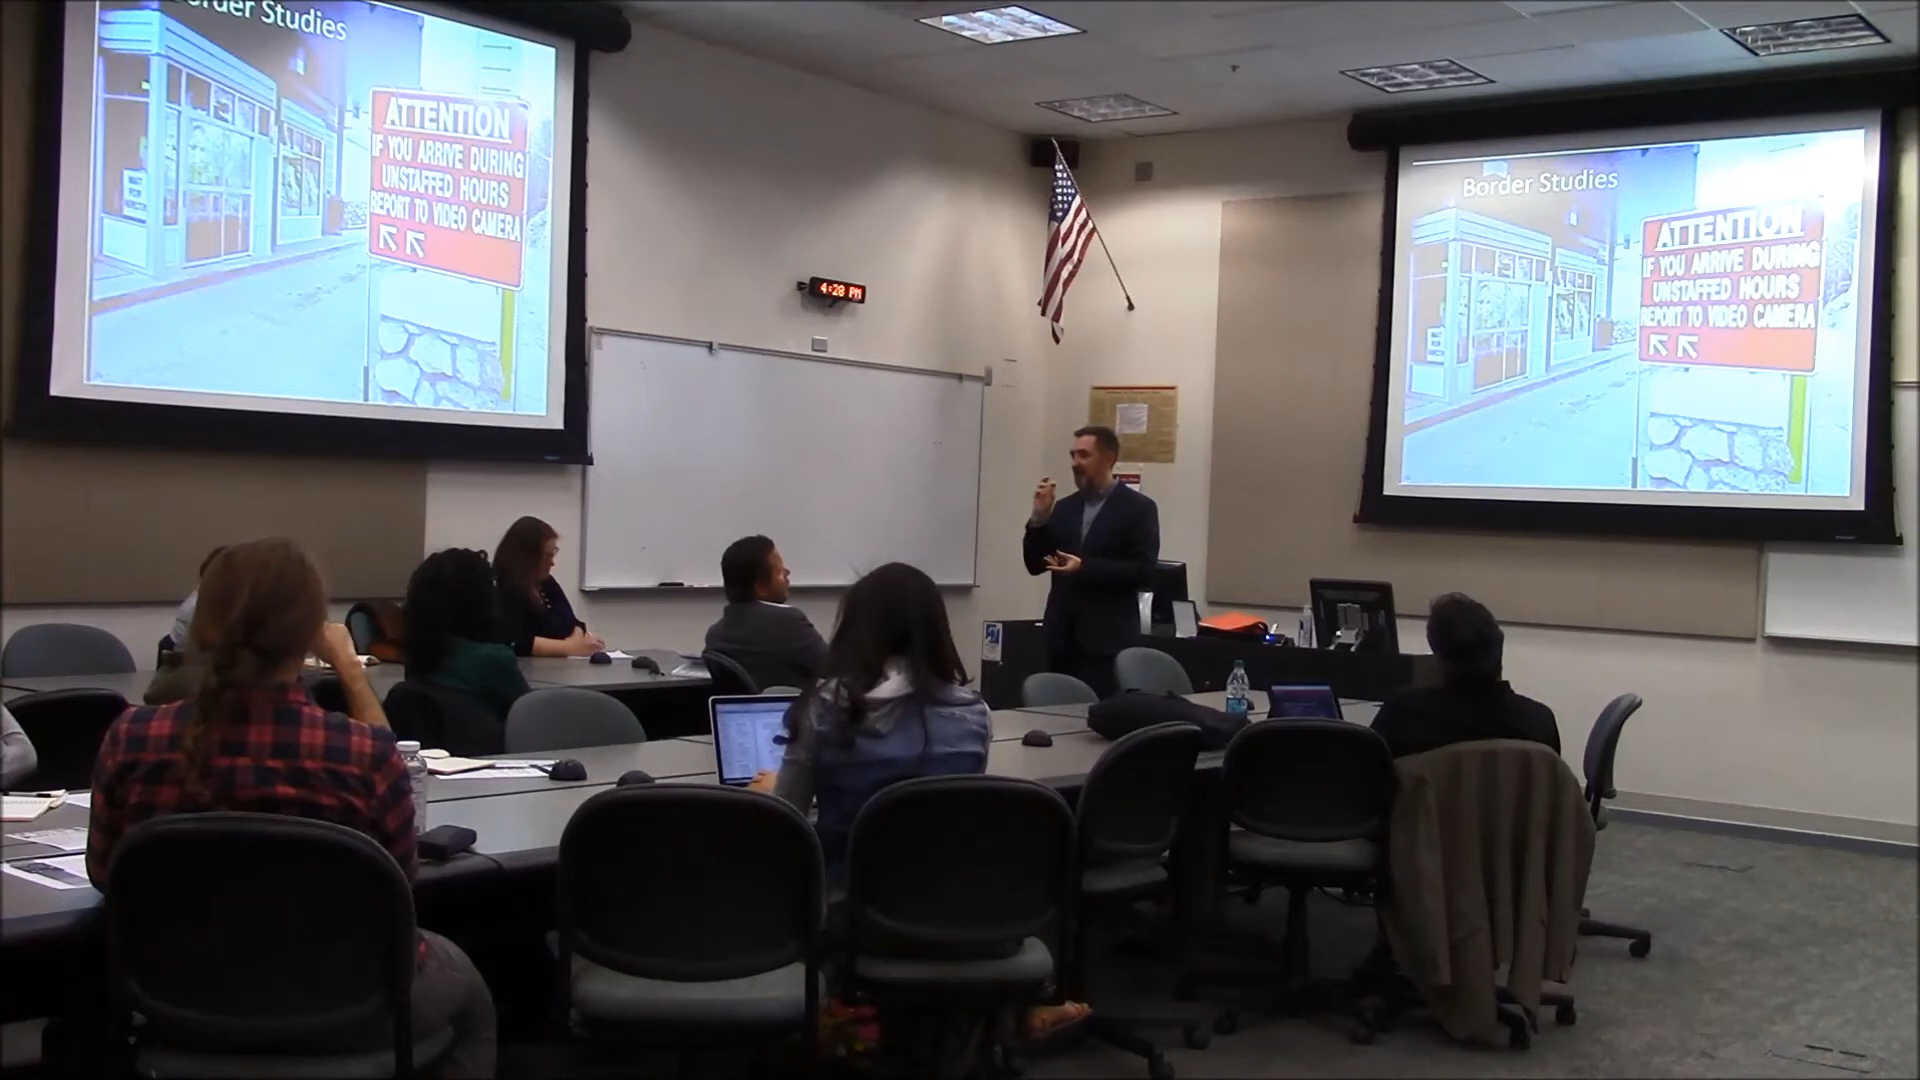 Border Studies
ATTENTION
IF YOU ARRIVE DURING
UNSTAFFED HOURS
REPORT TO VIDEO CAMERA
4:28 PM
Border Studies
ATTENTION
IF YOU ARRIVE DURING
UNSTAFFED HOURS
REPORT TO VIDEO CAMERA